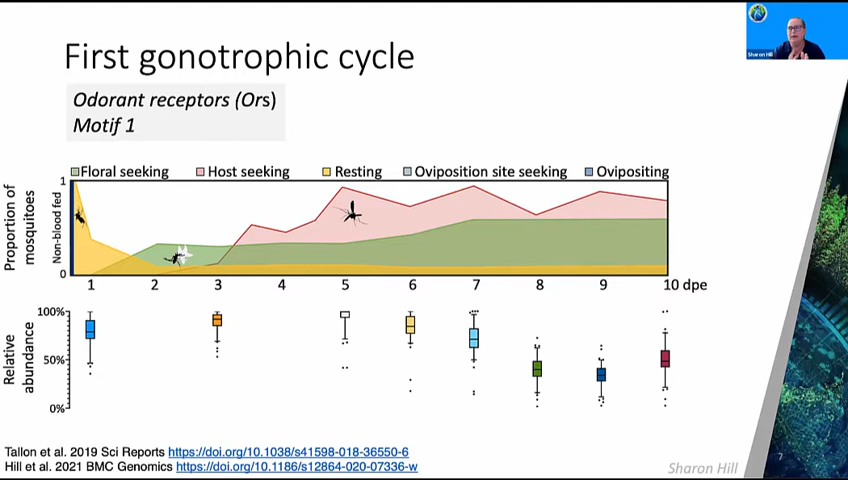 First gonotrophic cycle
Odorant receptors (Ors)
Motif 1
Floral seeking Host seeking Resting Oviposition site seeking Ovipositing
Proportion of
mosquitoes
Non-blood fed
1
0
1 2 3 4 5 6 7 8 9 10 dpe
Relative
abundance
100%
50%
0%
Tallon et al. 2019 Sci Reports https://doi.org/10.1038/s41598-018-36550-6
Hill et al. 2021 BMC Genomics https://doi.org/10.1186/s12864-020-07336-w
Sharon Hill
7
Sharon Hill